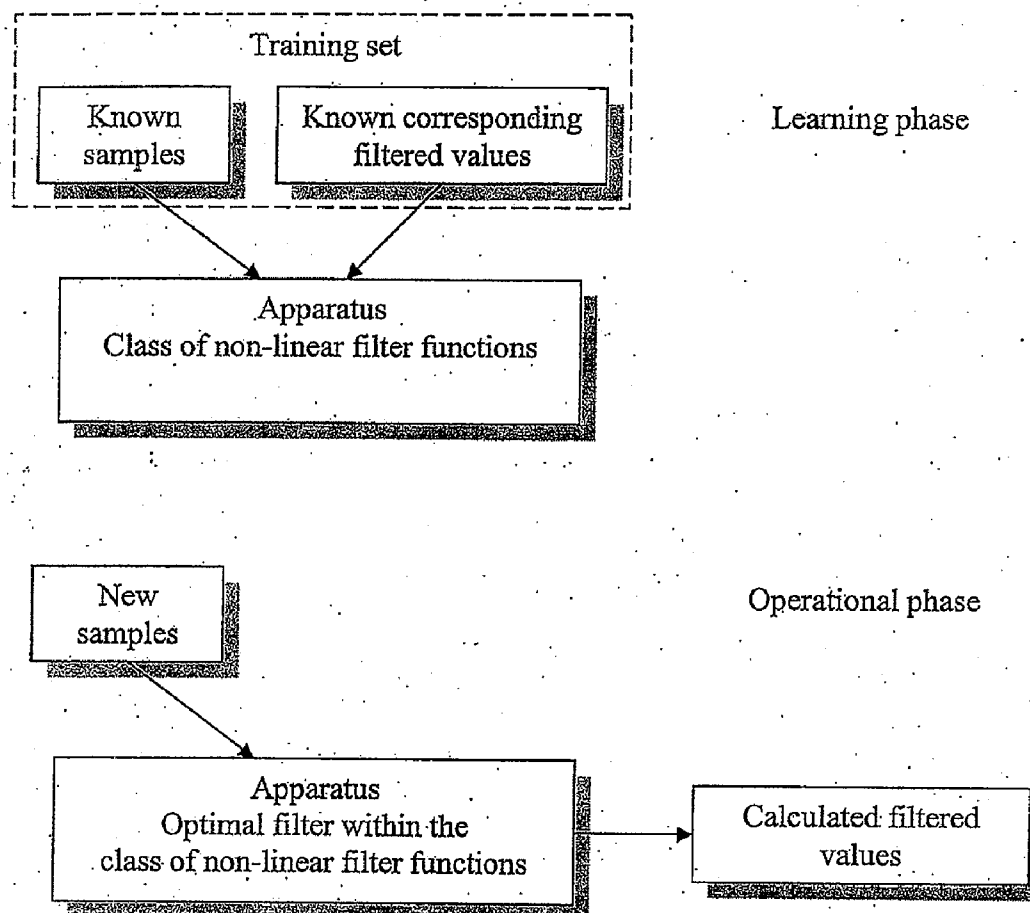 Training set
Known
samples
Known corresponding
filtered values
Learning phase
Apparatus
Class of non-linear filter functions
New
samples
Operational phase
Apparatus
Optimal filter within the
class of non-linear filter functions
Calculated filtered
values